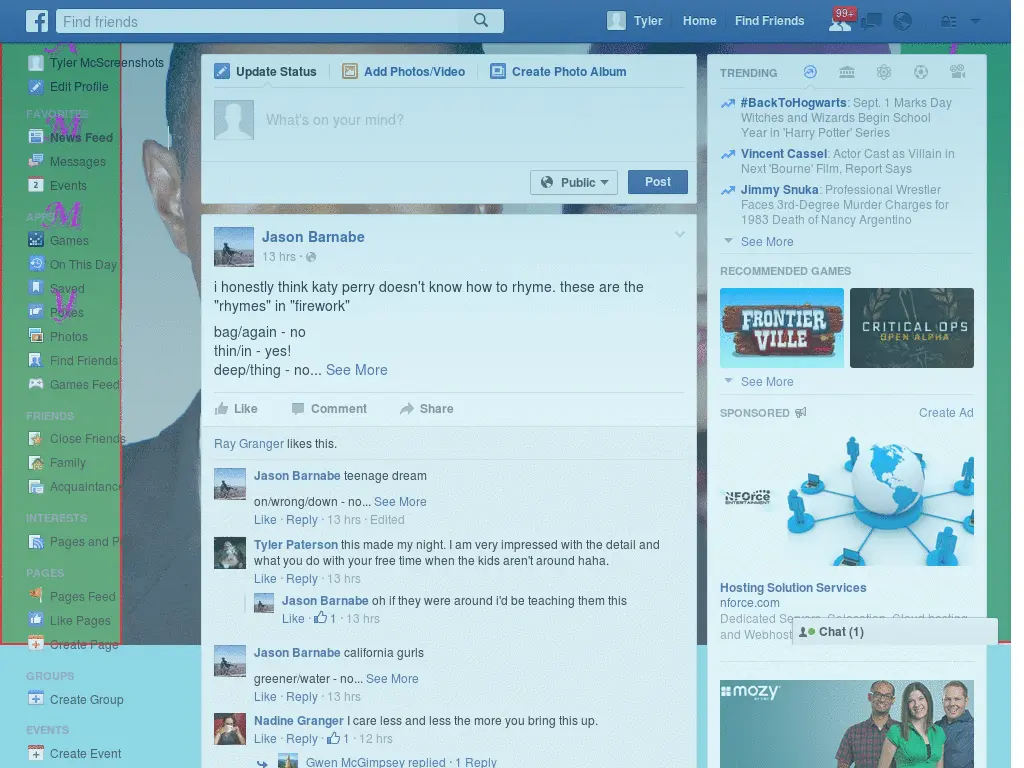 Find friends
Tyler
Home
Find Friends
99+
Tyler McScreenshots
Edit Profile
FAVORITES
News Feed
Messages
2
Events
APPS
Games
On This Day
Saved
Pokes
Photos
Find Friends
Games Feed
FRIENDS
Close Friends
Family
Acquaintanc
INTERESTS
Pages and P
PAGES
Pages Feed
Like Pages
Create Page
GROUPS
Create Group
EVENTS
Create Event
M
M
y
Update Status
Add Photos/Video
Create Photo Album
What's on your mind?
Public
Post
Jason Barnabe
13 hrs ·
i honestly think katy perry doesn't know how to rhyme. these are the
"rhymes" in "firework"
bag/again - no
thin/in - yes!
deep/thing - no... See More
Like
Comment
Share
Ray Granger likes this.
Jason Barnabe teenage dream
on/wrong/down - no... See More
Like · Reply · 13 hrs · Edited
Tyler Paterson this made my night. I am very impressed with the detail and
what you do with your free time when the kids aren't around haha.
Like · Reply · 13 hrs
Jason Barnabe oh if they were around i'd be teaching them this
Like · 1 · 13 hrs
Jason Barnabe california gurls
greener/water - no... See More
Like · Reply · 13 hrs
Nadine Granger I care less and less the more you bring this up.
Like · Reply · 1 · 12 hrs
Gwen McGimpsey replied · 1 Reply
TRENDING
#BackToHogwarts: Sept. 1 Marks Day
Witches and Wizards Begin School
Year in 'Harry Potter' Series
Vincent Cassel: Actor Cast as Villain in
Next 'Bourne' Film, Report Says
Jimmy Snuka: Professional Wrestler
Faces 3rd-Degree Murder Charges for
1983 Death of Nancy Argentino
See More
RECOMMENDED GAMES
FRONTIER
VILLE
CRITICAL OPS
OPEN ALPHA
See More
SPONSORED
Create Ad
NFOrce
ENTERTAINMENT
Hosting Solution Services
nforce.com
Dedicated Servers, Colocation, Cloud hosting
and Webhost
Chat (1)
mozy